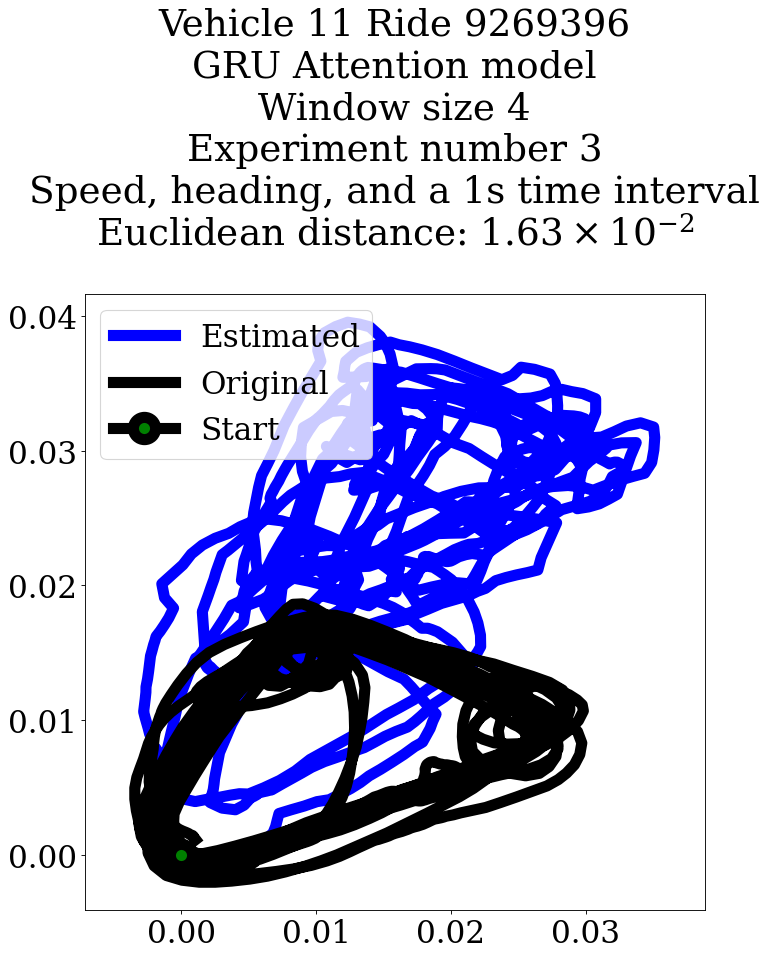 Vehicle 11 Ride 9269396
GRU Attention model
Window size 4
Experiment number 3
Speed, heading, and a 1s time interval
Euclidean distance: 1.63 × 10⁻²
0.04
Estimated
Original
Start
0.03
0.02
0.01
0.00
0.00 0.01 0.02 0.03